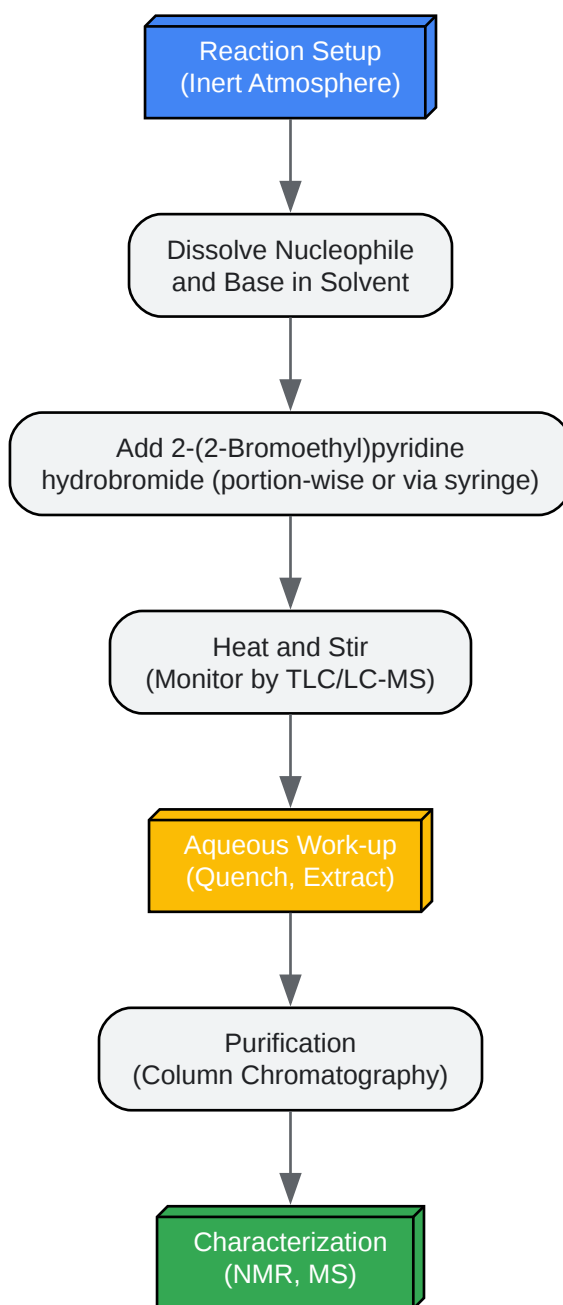 Reaction Setup
(Inert Atmosphere)
Dissolve Nucleophile
and Base in Solvent
Add 2-(2-Bromoethyl)pyridine
hydrobromide (portion-wise or via syringe)
Heat and Stir
(Monitor by TLC/LC-MS)
Aqueous Work-up
(Quench, Extract)
Purification
(Column Chromatography)
Characterization
(NMR, MS)